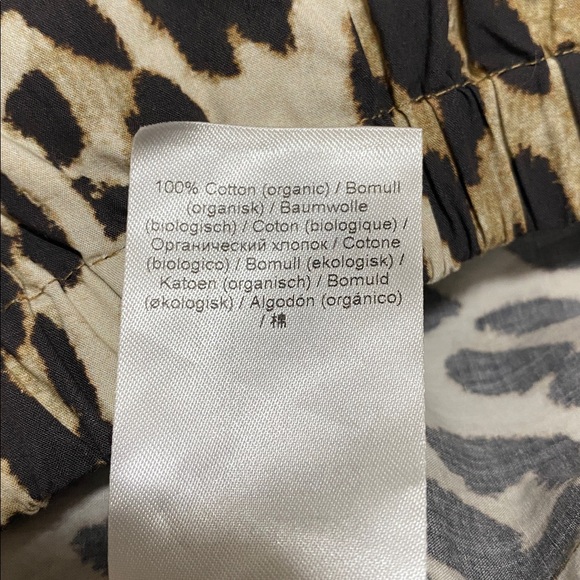 100% Cotton (organic) / Bomull
(organisk) / Baumwolle
(biologisch) / Coton (biologique) /
Органический хлопок / Cotone
(biologico) / Bomull (ekologisk) /
Katoen (organisch) / Bomuld
(økologisk) / Algodón (orgánico)
/ 棉